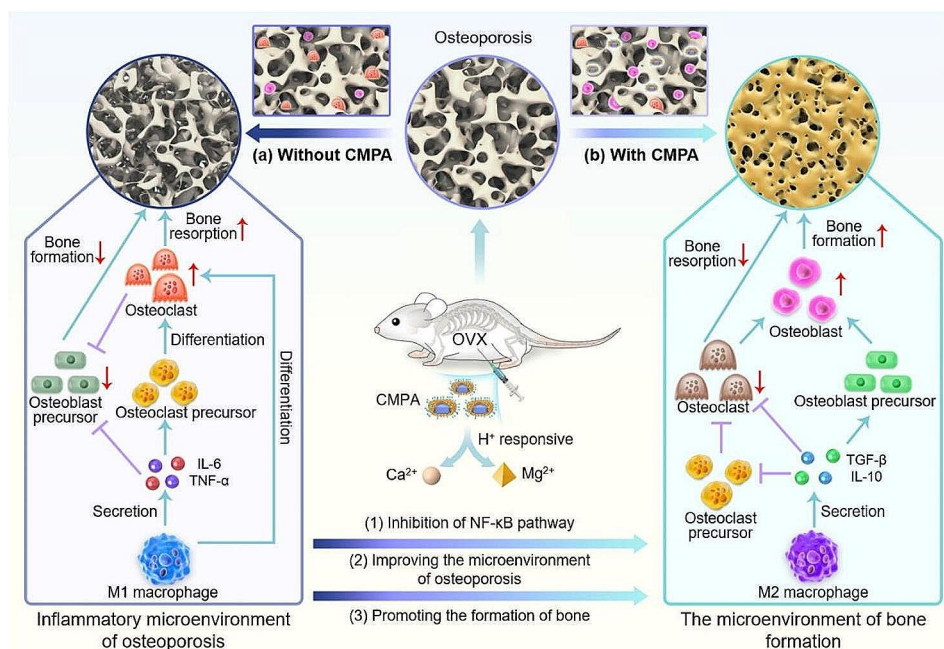 Osteoporosis
(a) Without CMPA
(b) With CMPA
Bone
formation
Bone
resorption
Osteoclast
Differentiation
Osteoblast
precursor
Osteoclast precursor
Differentiation
IL-6
TNF-α
Secretion
M1 macrophage
Inflammatory microenvironment
of osteoporosis
OVX
CMPA
H⁺ responsive
Ca²⁺
Mg²⁺
(1) Inhibition of NF-κB pathway
(2) Improving the microenvironment
of osteoporosis
(3) Promoting the formation of bone
Bone
resorption
Bone
formation
Osteoblast
Osteoclast
Osteoblast precursor
TGF-β
IL-10
Osteoclast
precursor
Secretion
M2 macrophage
The microenvironment of bone
formation